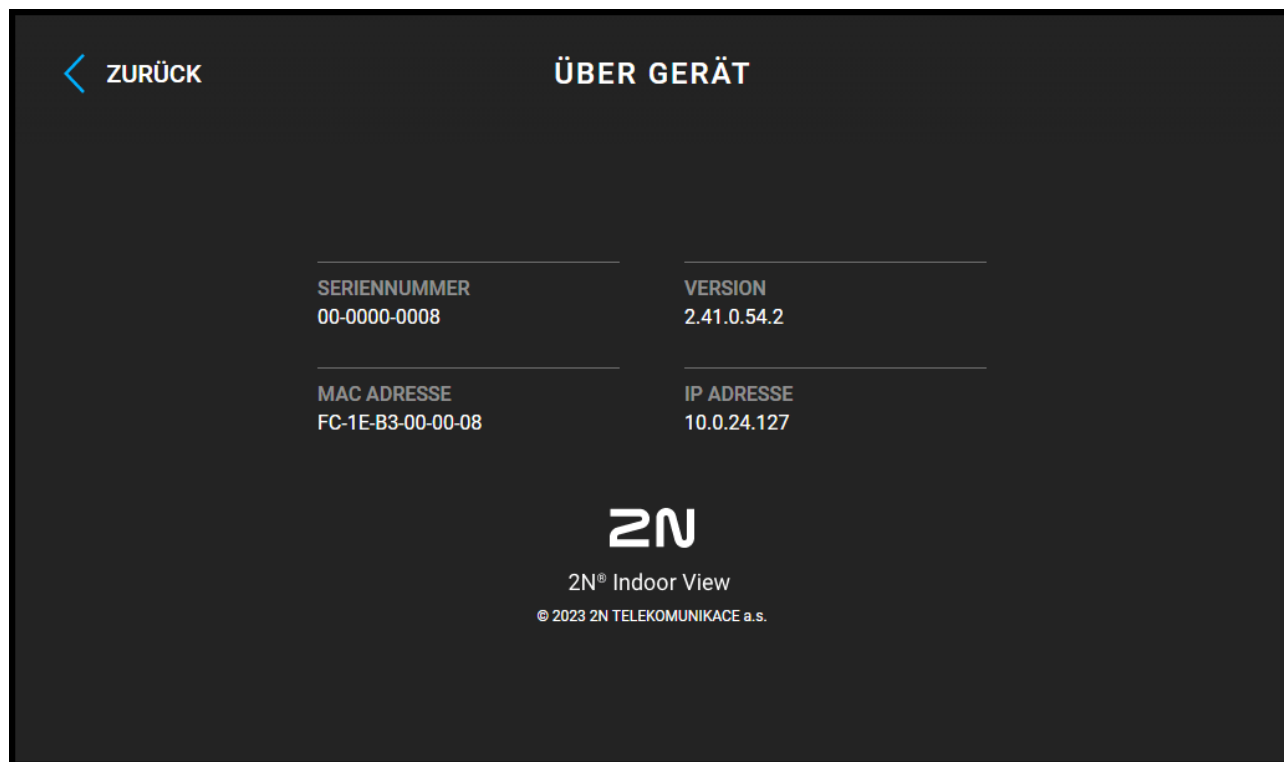 ZURÜCK
ÜBER GERÄT
SERIENNUMMER
00-0000-0008
VERSION
2.41.0.54.2
MAC ADRESSE
FC-1E-B3-00-00-08
IP ADRESSE
10.0.24.127
2N
2N® Indoor View
© 2023 2N TELEKOMUNIKACE a.s.